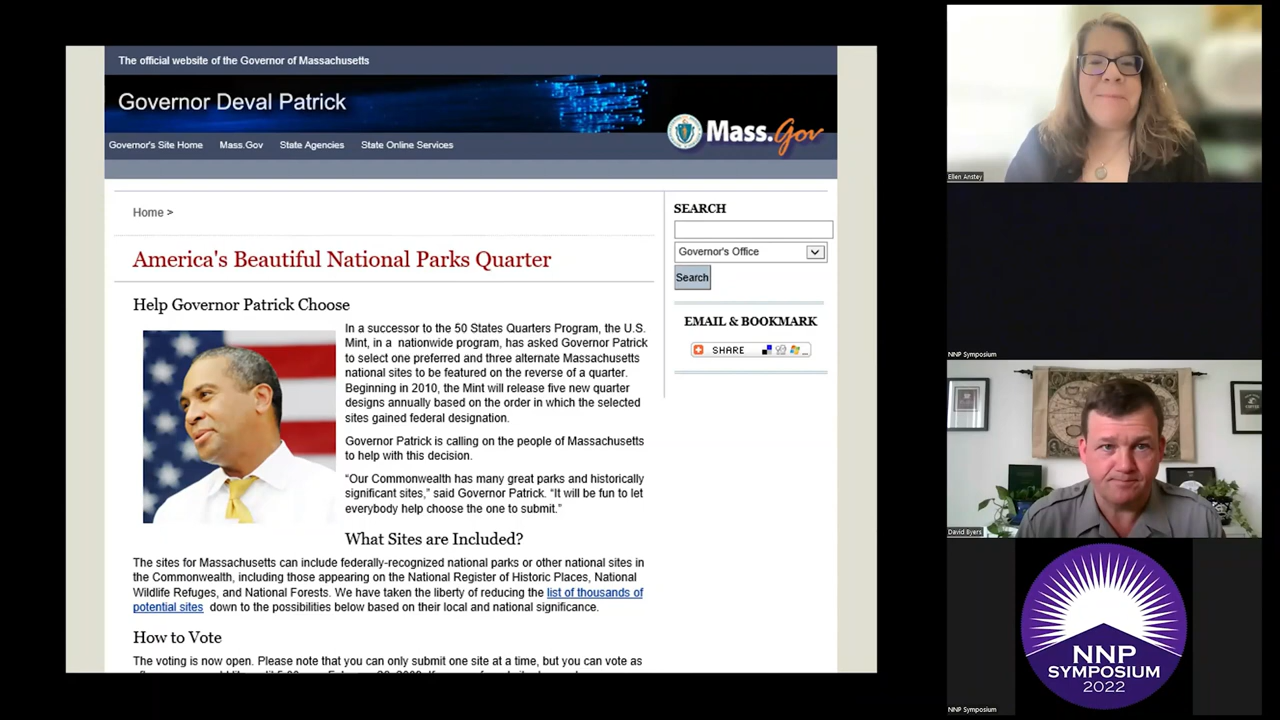 The official website of the Governor of Massachusetts
Governor Deval Patrick
Mass.Gov
Governor's Site Home Mass.Gov State Agencies State Online Services
Home >
America's Beautiful National Parks Quarter
Help Governor Patrick Choose
In a successor to the 50 States Quarters Program, the U.S.
Mint, in a nationwide program, has asked Governor Patrick
to select one preferred and three alternate Massachusetts
national sites to be featured on the reverse of a quarter.
Beginning in 2010, the Mint will release five new quarter
designs annually based on the order in which the selected
sites gained federal designation.
Governor Patrick is calling on the people of Massachusetts
to help with this decision.
“Our Commonwealth has many great parks and historically
significant sites,” said Governor Patrick. “It will be fun to let
everybody help choose the one to submit.”
What Sites are Included?
The sites for Massachusetts can include federally-recognized national parks or other national sites in
the Commonwealth, including those appearing on the National Register of Historic Places, National
Wildlife Refuges, and National Forests. We have taken the liberty of reducing the list of thousands of
potential sites down to the possibilities below based on their local and national significance.
How to Vote
The voting is now open. Please note that you can only submit one site at a time, but you can vote as
SEARCH
Governor's Office
Search
EMAIL & BOOKMARK
SHARE
Ellen Anstey
NNP Symposium
David Byers
NNP
SYMPOSIUM
2022
NNP Symposium